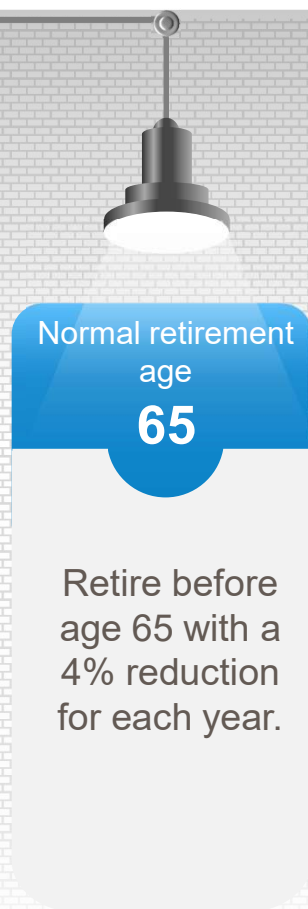 Normal retirement
age
65
Retire before
age 65 with a
4% reduction
for each year.